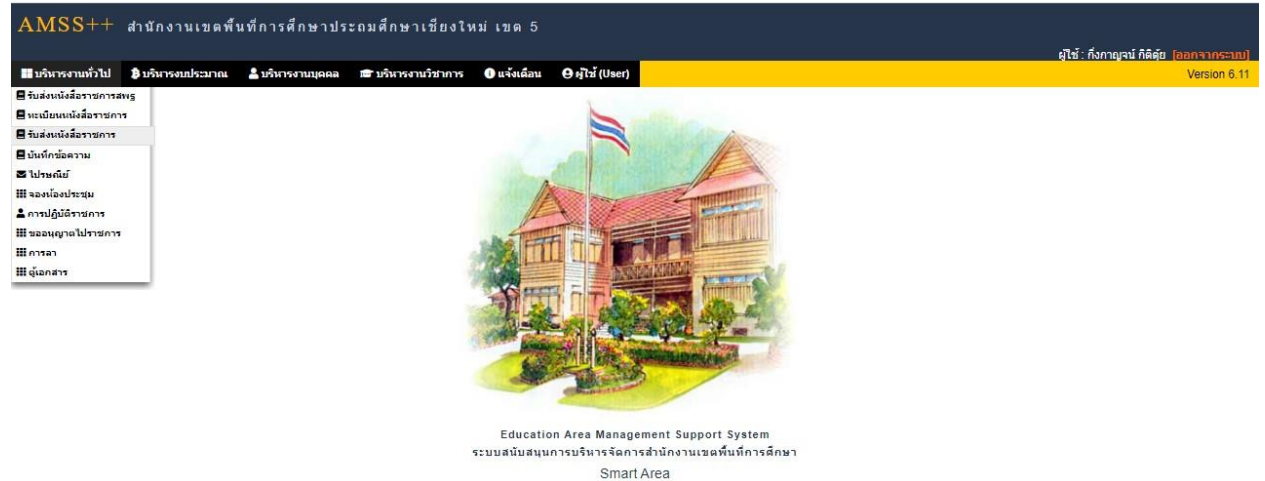 AMSS++ สำนักงานเขตพื้นที่การศึกษาประถมศึกษาเชียงใหม่ เขต 5
ผู้ใช้ : กิ่งกาญจน์ กิติคุ้ย [ออกจากระบบ]
บริหารงานทั่วไป บริหารงบประมาณ บริหารงานบุคคล บริหารงานวิชาการ แจ้งเตือน ผู้ใช้ (User) Version 6.11
รับส่งหนังสือราชการสพฐ
ทะเบียนหนังสือราชการ
รับส่งหนังสือราชการ
บันทึกข้อความ
ไปรษณีย์
จองห้องประชุม
การปฏิบัติราชการ
ขออนุญาตไปราชการ
การลา
ตู้เอกสาร
Education Area Management Support System
ระบบสนับสนุนการบริหารจัดการสำนักงานเขตพื้นที่การศึกษา
Smart Area